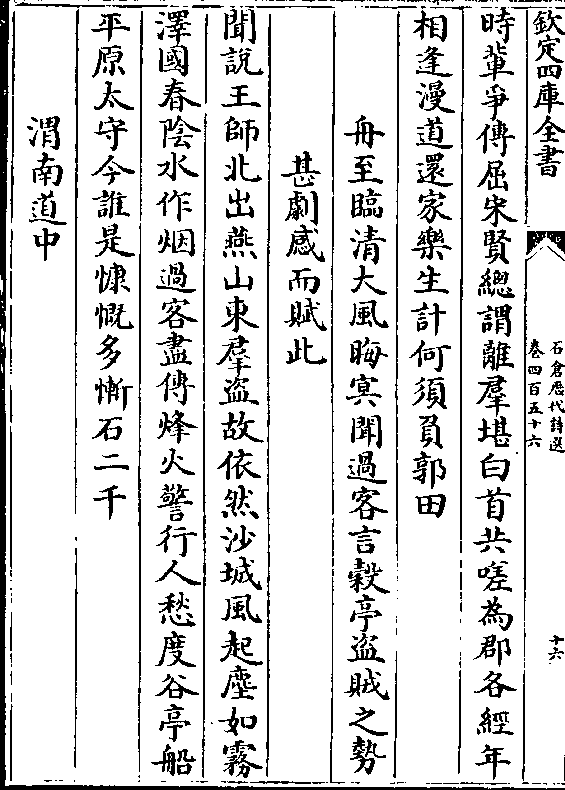 欽定四庫全書
石倉歷代詩選
卷四百五十六
十六
時輩爭傳屈宋賢總謂離羣堪白首共嗟為郡各經年
相逢漫道還家樂生計何須負郭田
舟至臨清大風晦冥聞過客言穀亭盜賊之勢
甚劇感而賦此
聞說王師北出燕山東羣盜故依然沙城風起塵如霧
澤國春陰水作烟過客盡傳烽火警行人愁度谷亭船
平原太守今誰是慷慨多慚石二千
渭南道中